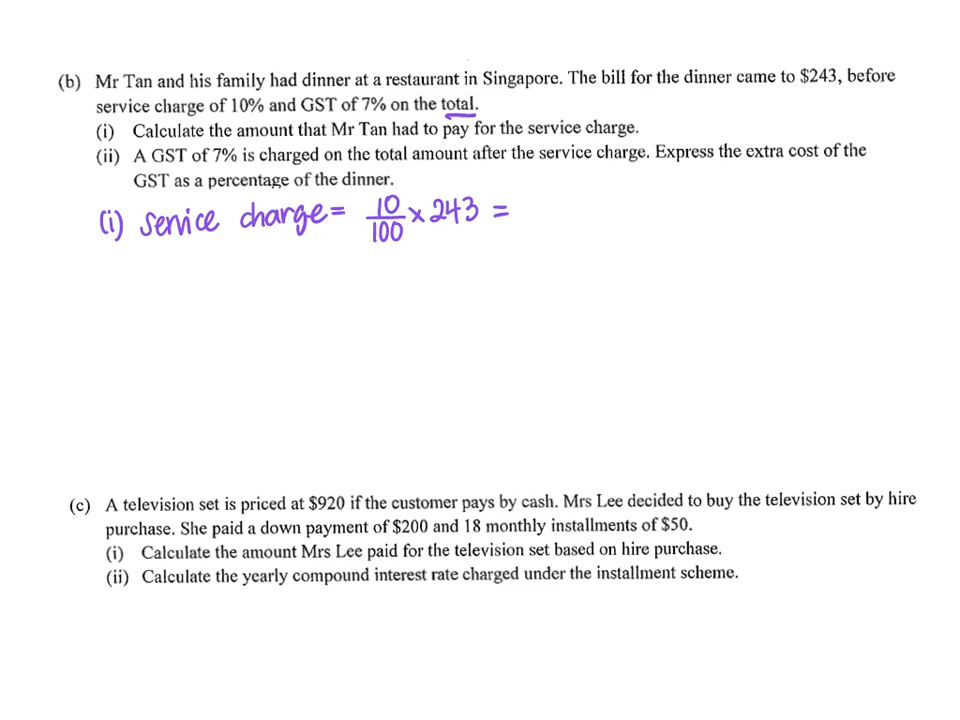 (b) Mr Tan and his family had dinner at a restaurant in Singapore. The bill for the dinner came to $243, before
service charge of 10% and GST of 7% on the total.
(i) Calculate the amount that Mr Tan had to pay for the service charge.
(ii) A GST of 7% is charged on the total amount after the service charge. Express the extra cost of the
GST as a percentage of the dinner.
(i) service charge = 10/100 × 243 =
(c) A television set is priced at $920 if the customer pays by cash. Mrs Lee decided to buy the television set by hire
purchase. She paid a down payment of $200 and 18 monthly installments of $50.
(i) Calculate the amount Mrs Lee paid for the television set based on hire purchase.
(ii) Calculate the yearly compound interest rate charged under the installment scheme.